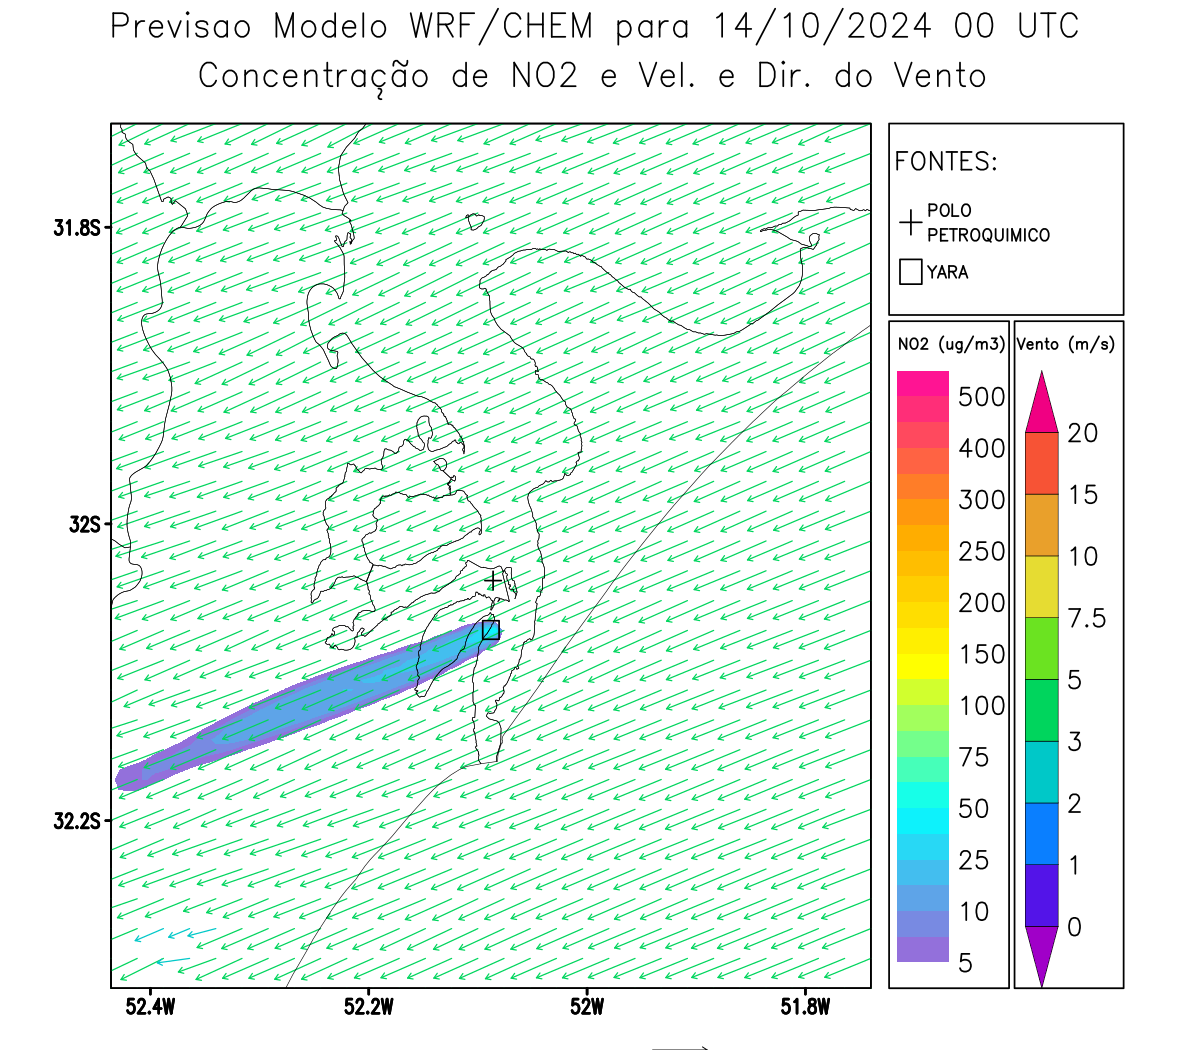 Previsao Modelo WRF/CHEM para 14/10/2024 00 UTC
Concentração de NO2 e Vel. e Dir. do Vento
FONTES:
POLO
PETROQUIMICO
YARA
NO2 (ug/m3)
500
400
300
250
200
150
100
75
50
25
10
5
Vento (m/s)
20
15
10
7.5
5
3
2
1
0
31.8S
32S
32.2S
52.4W 52.2W 52W 51.8W